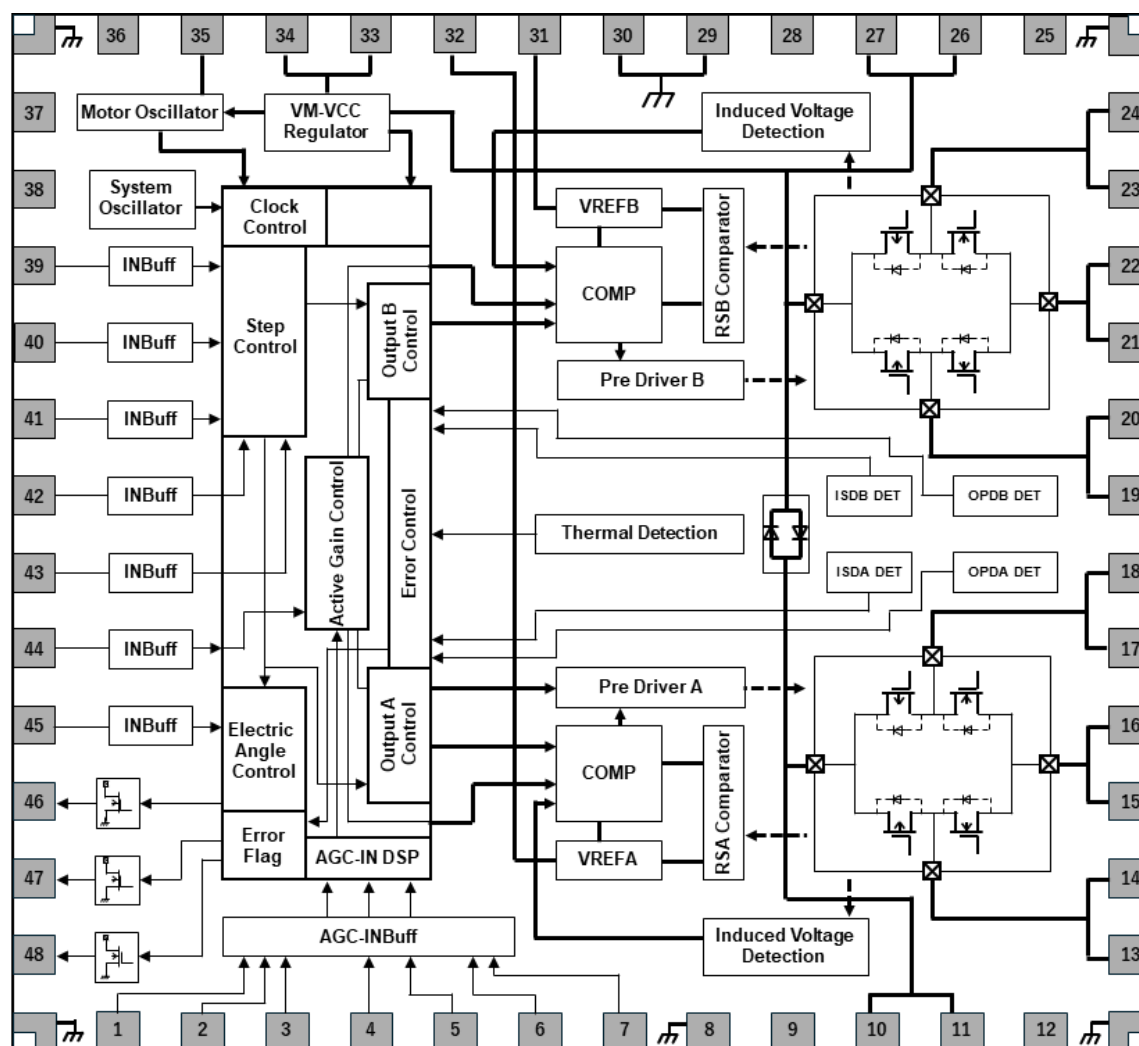 36 35 34 33 32 31 30 29 28 27 26 25
37
Motor Oscillator
VM-VCC
Regulator
Induced Voltage
Detection
24
38
System
Oscillator
Clock
Control
VREFB
RSB Comparator
23
39
INBuff
Step
Control
COMP
22
40
INBuff
Output B
Control
Pre Driver B
21
41
INBuff
20
42
INBuff
Active Gain Control
Error Control
ISDB DET
OPDB DET
19
Thermal Detection
43
INBuff
ISDA DET
OPDA DET
18
44
INBuff
17
Pre Driver A
45
INBuff
Electric
Angle
Control
Output A
Control
COMP
RSA Comparator
16
46
15
Error
Flag
AGC-IN DSP
VREFA
47
14
AGC-INBuff
Induced Voltage
Detection
48
13
1 2 3 4 5 6 7 8 9 10 11 12